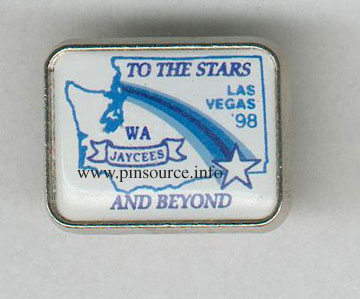 TO THE STARS
LAS
VEGAS
'98
WA
JAYCEES
www.pinsource.info
AND BEYOND